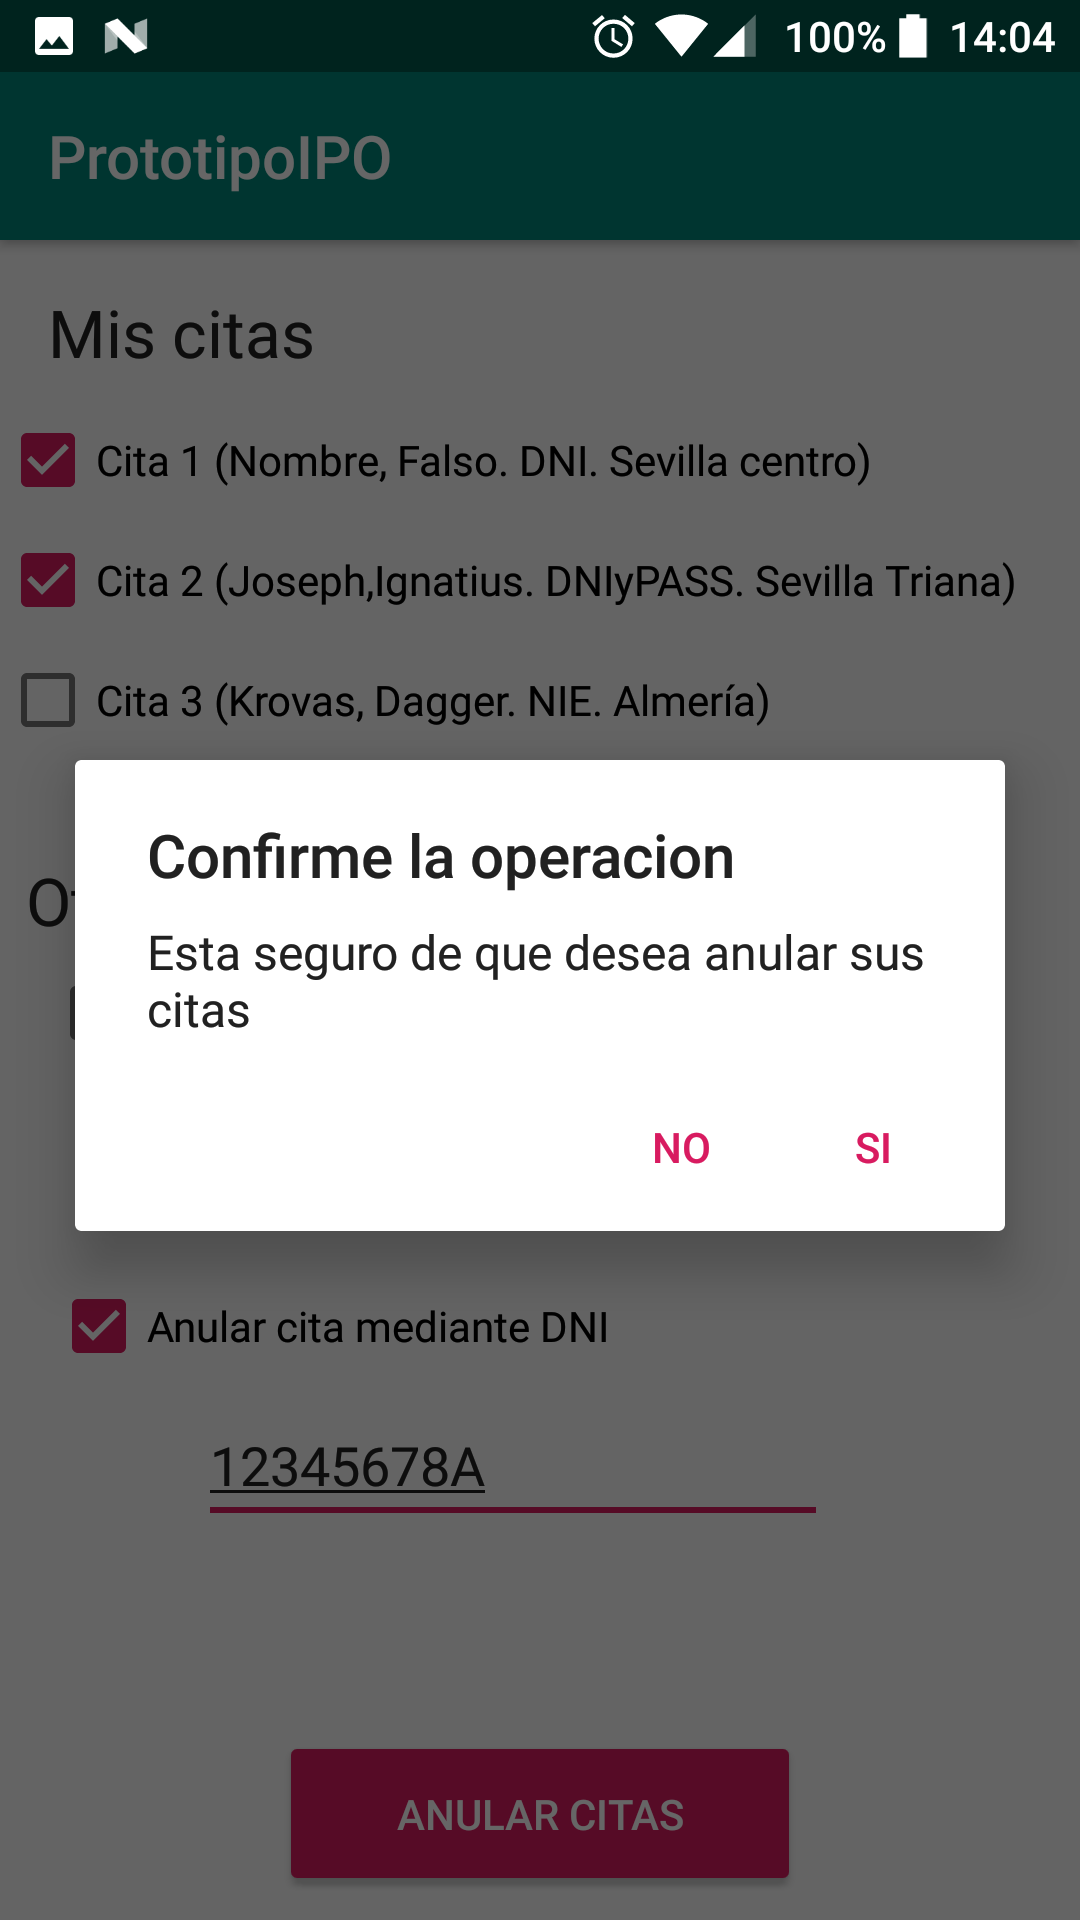 100% 14:04
PrototipoIPO
Mis citas
Cita 1 (Nombre, Falso. DNI. Sevilla centro)
Cita 2 (Joseph,Ignatius. DNIyPASS. Sevilla Triana)
Cita 3 (Krovas, Dagger. NIE. Almería)
Confirme la operacion
Esta seguro de que desea anular sus
citas
NO SI
Anular cita mediante DNI
12345678A
ANULAR CITAS